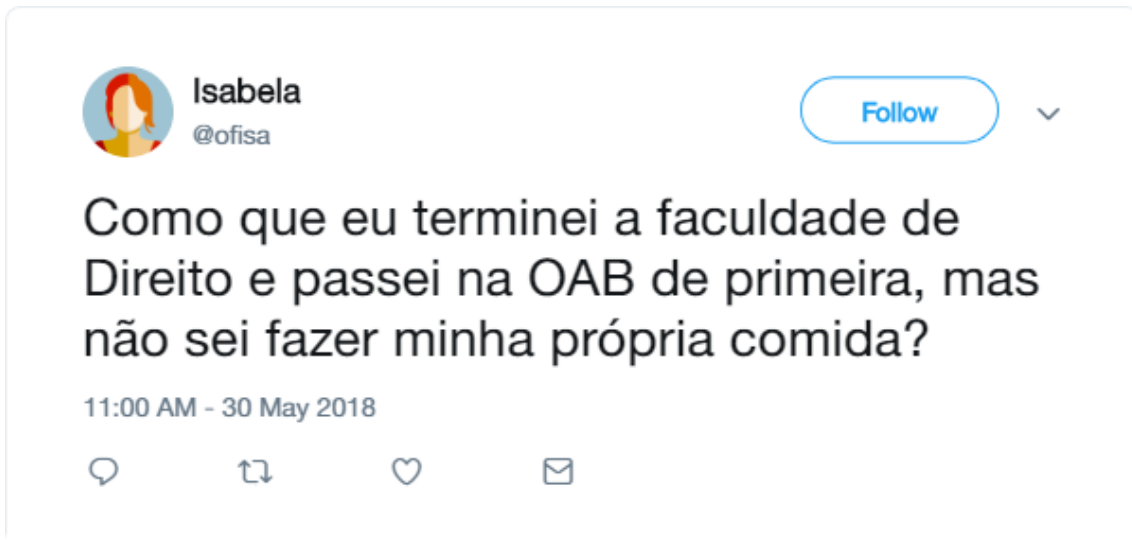 Isabela
@ofisa
Follow
Como que eu terminei a faculdade de
Direito e passei na OAB de primeira, mas
não sei fazer minha própria comida?
11:00 AM - 30 May 2018